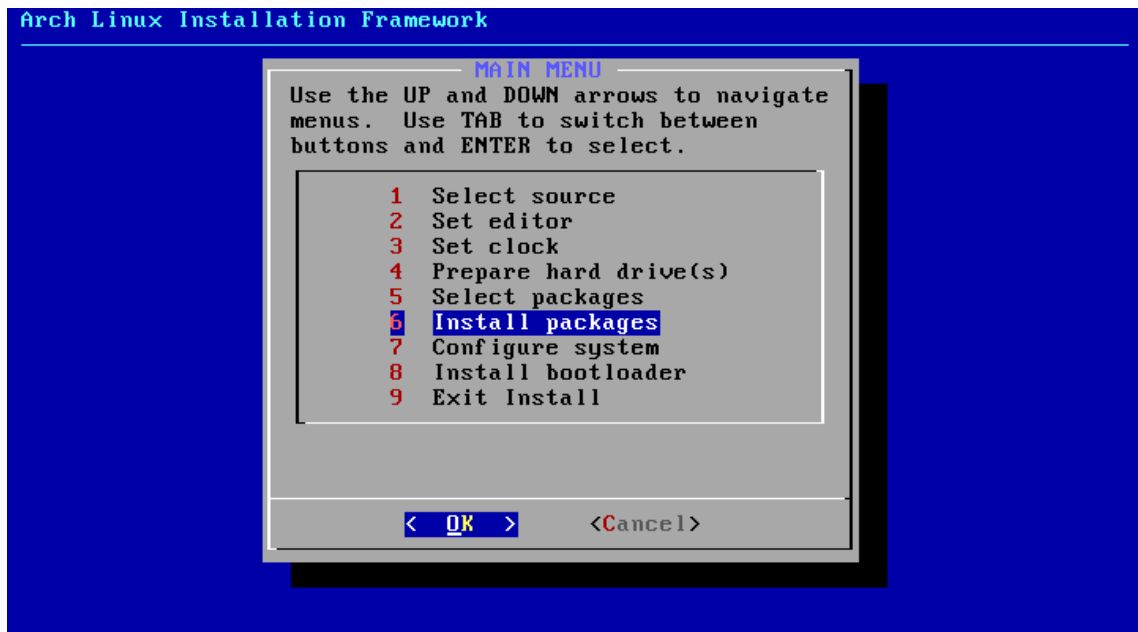 Arch Linux Installation Framework
MAIN MENU
Use the UP and DOWN arrows to navigate
menus.  Use TAB to switch between
buttons and ENTER to select.
1  Select source
2  Set editor
3  Set clock
4  Prepare hard drive(s)
5  Select packages
6  Install packages
7  Configure system
8  Install bootloader
9  Exit Install
<  OK  >      <Cancel>